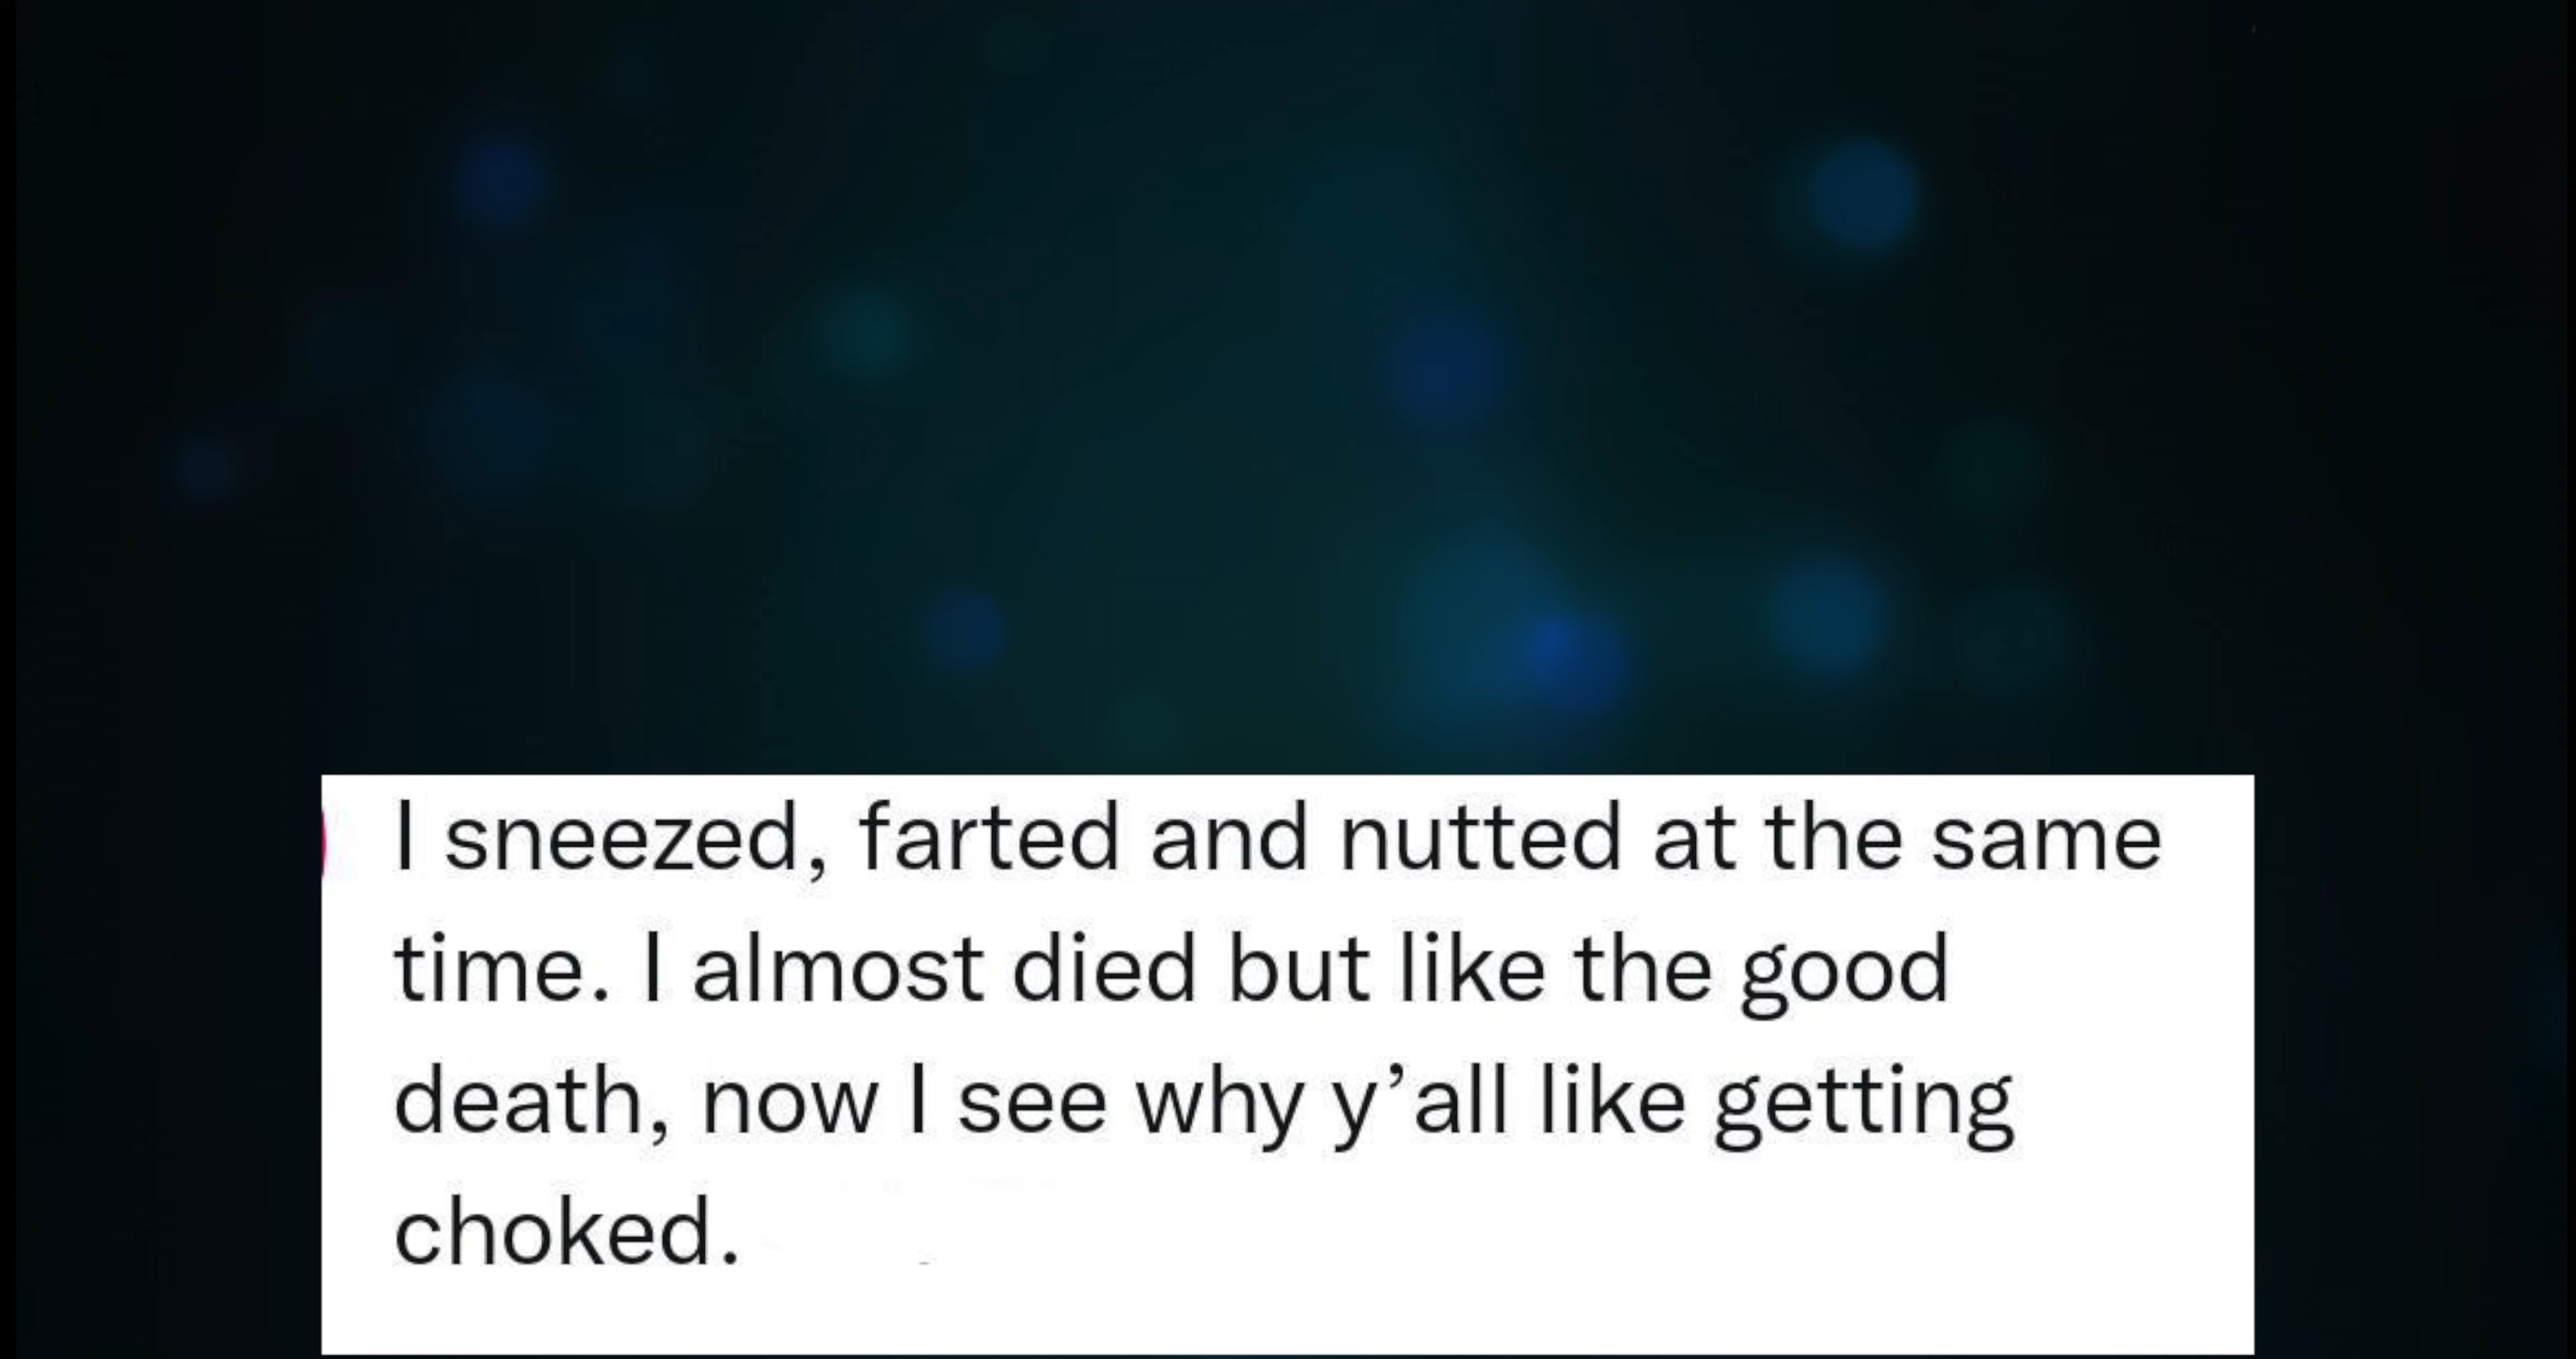 I sneezed, farted and nutted at the same
time. I almost died but like the good
death, now I see why y’all like getting
choked.